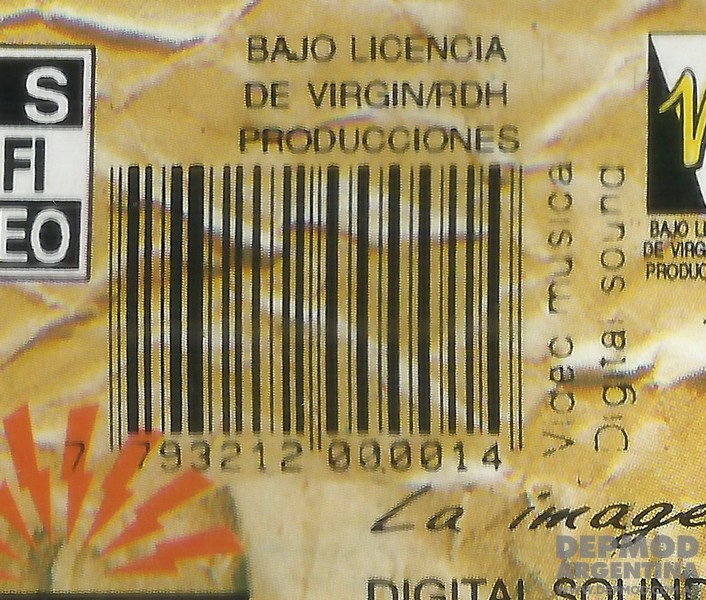 BAJO LICENCIA
DE VIRGIN/RDH
PRODUCCIONES
S
FI
EO
BAJO LI
DE VIRG
PRODUC
Video musica
Digital sound
7 793212 000014
La image
DIGITAL SOUND
DEPMOD
ARGENTINA